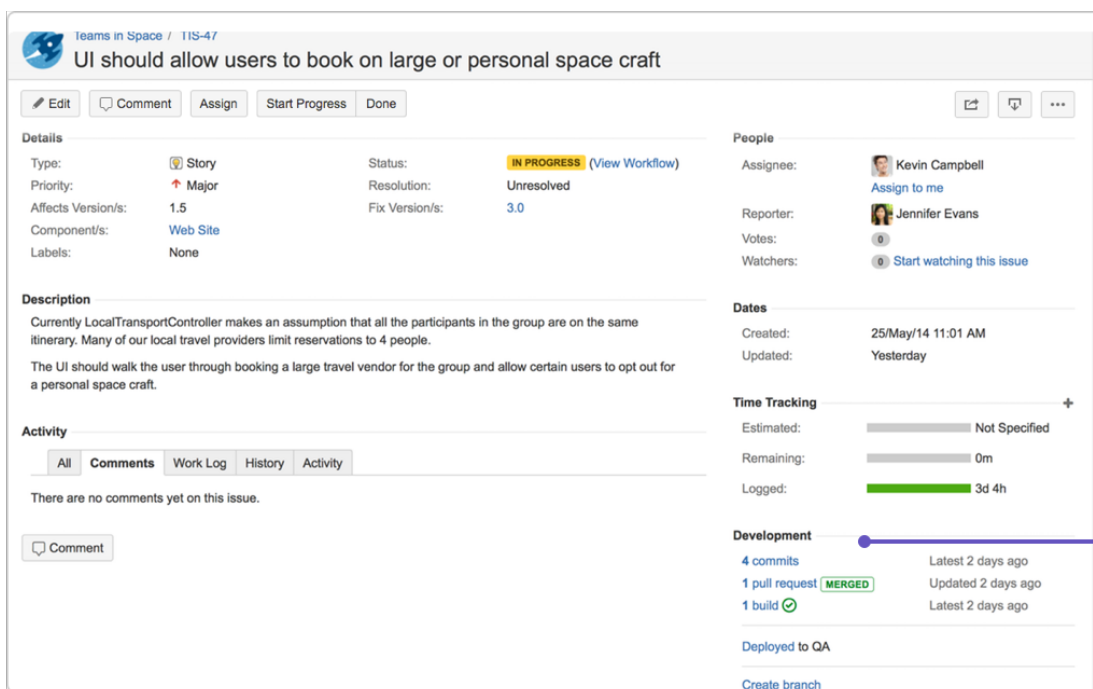 Teams in Space / TIS-47
UI should allow users to book on large or personal space craft
Edit Comment Assign Start Progress Done
Details
Type: Story Status: IN PROGRESS (View Workflow)
Priority: Major Resolution: Unresolved
Affects Version/s: 1.5 Fix Version/s: 3.0
Component/s: Web Site
Labels: None
Description
Currently LocalTransportController makes an assumption that all the participants in the group are on the same
itinerary. Many of our local travel providers limit reservations to 4 people.
The UI should walk the user through booking a large travel vendor for the group and allow certain users to opt out for
a personal space craft.
Activity
All Comments Work Log History Activity
There are no comments yet on this issue.
Comment
People
Assignee: Kevin Campbell
Assign to me
Reporter: Jennifer Evans
Votes: 0
Watchers: 0 Start watching this issue
Dates
Created: 25/May/14 11:01 AM
Updated: Yesterday
Time Tracking
Estimated: Not Specified
Remaining: 0m
Logged: 3d 4h
Development
4 commits Latest 2 days ago
1 pull request MERGED Updated 2 days ago
1 build Latest 2 days ago
Deployed to QA
Create branch